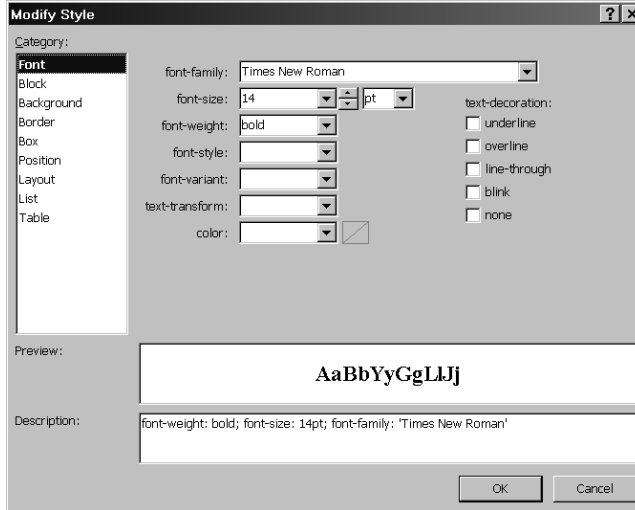 Modify Style
Category:
Font
Block
Background
Border
Box
Position
Layout
List
Table
font-family: Times New Roman
font-size: 14 pt
font-weight: bold
font-style:
font-variant:
text-transform:
color:
text-decoration:
underline
overline
line-through
blink
none
Preview:
AaBbYyGgLlJj
Description:
font-weight: bold; font-size: 14pt; font-family: 'Times New Roman'
OK Cancel